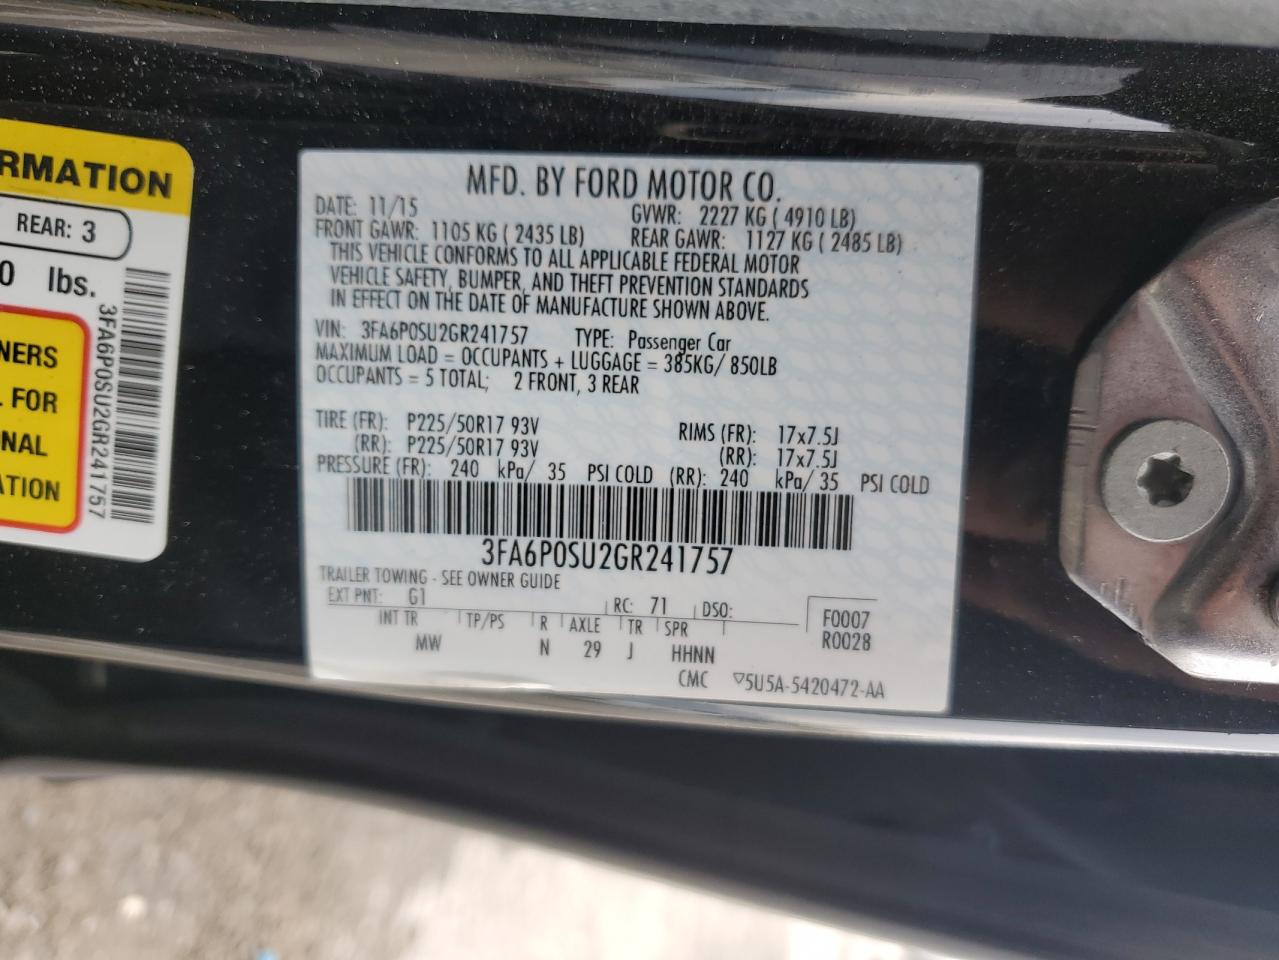 RMATION
REAR: 3
0 lbs.
NERS
FOR
ONAL
ATION
3FA6P0SU2GR241757
MFD. BY FORD MOTOR CO.
DATE: 11/15 GVWR: 2227 KG ( 4910 LB)
FRONT GAWR: 1105 KG ( 2435 LB) REAR GAWR: 1127 KG ( 2485 LB)
THIS VEHICLE CONFORMS TO ALL APPLICABLE FEDERAL MOTOR
VEHICLE SAFETY, BUMPER, AND THEFT PREVENTION STANDARDS
IN EFFECT ON THE DATE OF MANUFACTURE SHOWN ABOVE.
VIN: 3FA6P0SU2GR241757 TYPE: Passenger Car
MAXIMUM LOAD = OCCUPANTS + LUGGAGE = 385KG/ 850LB
OCCUPANTS = 5 TOTAL; 2 FRONT, 3 REAR
TIRE (FR): P225/50R17 93V RIMS (FR): 17x7.5J
(RR): P225/50R17 93V (RR): 17x7.5J
PRESSURE (FR): 240 kPa/ 35 PSI COLD (RR): 240 kPa/ 35 PSI COLD
3FA6P0SU2GR241757
TRAILER TOWING - SEE OWNER GUIDE
EXT PNT: G1 RC: 71 DSO: F0007
INT TR TP/PS R AXLE TR SPR R0028
MW N 29 J HHNN
CMC ▽5U5A-5420472-AA